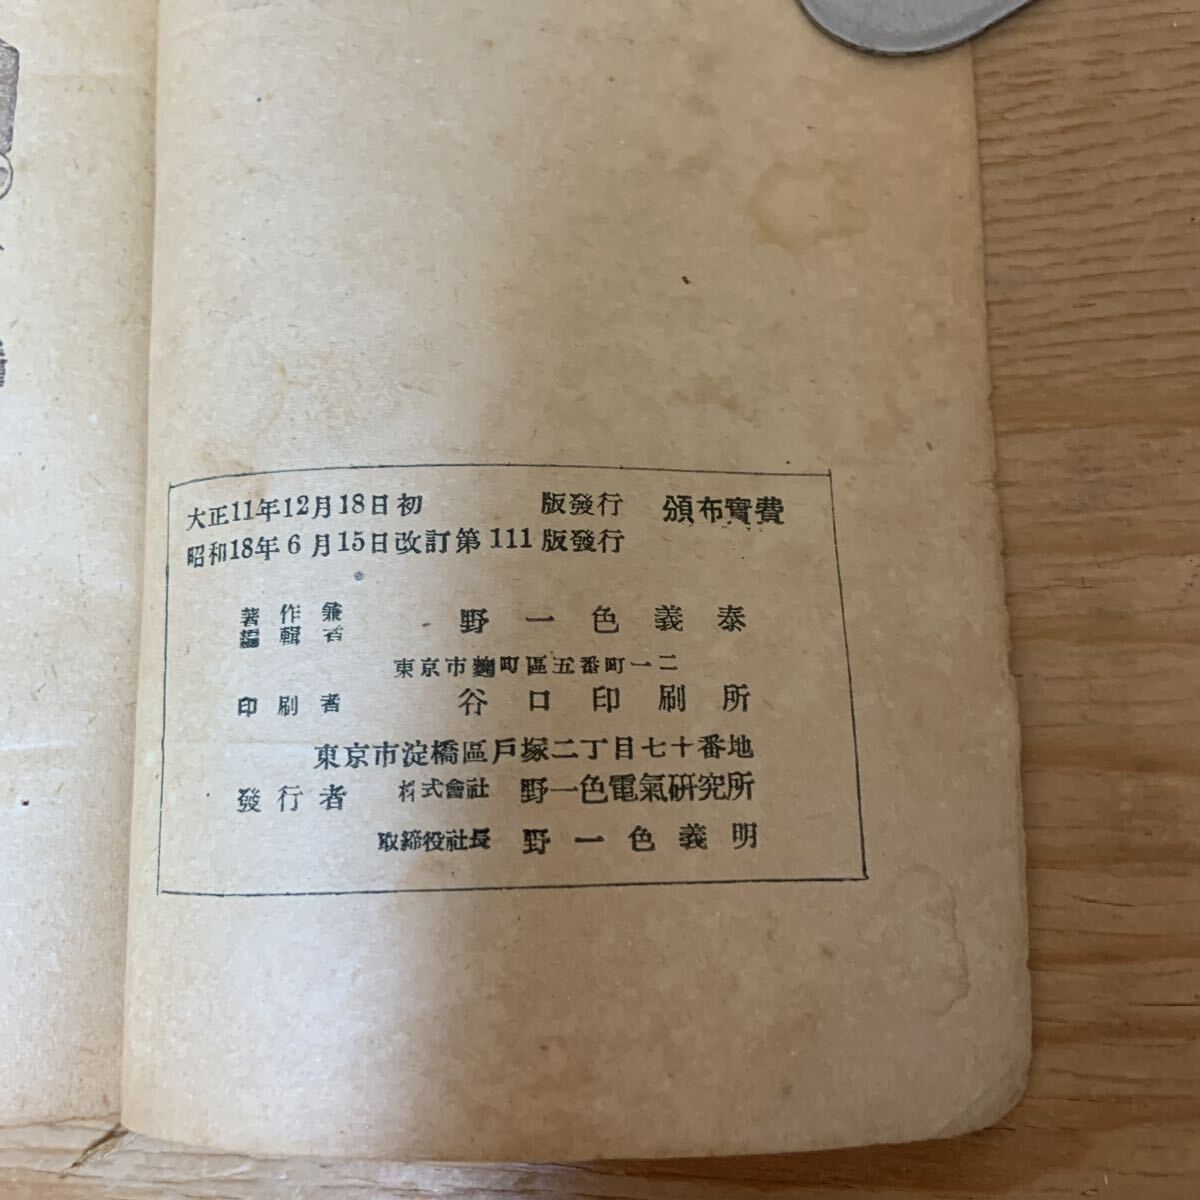 大正11年12月18日初 版發行 頒布實費
昭和18年6月15日改訂第111版發行
著作兼
編輯者 野一色義泰
東京市麹町區五番町一二
印刷者 谷口印刷所
東京市淀橋區戸塚二丁目七十番地
發行者 株式會社 野一色電氣研究所
取締役社長 野一色義明